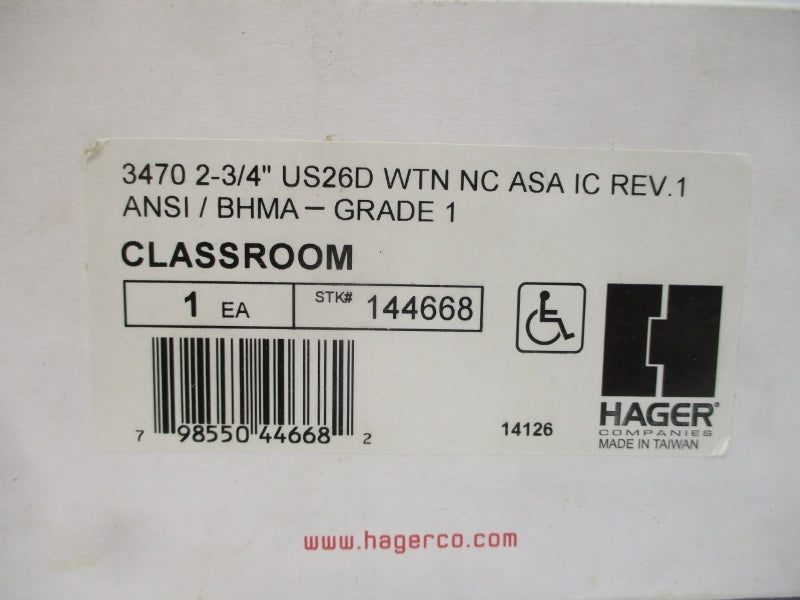 3470 2-3/4" US26D WTN NC ASA IC REV.1
ANSI / BHMA – GRADE 1
CLASSROOM
1 EA STK# 144668
7 98550 44668 2
14126
HAGER®
COMPANIES
MADE IN TAIWAN
www.hagerco.com